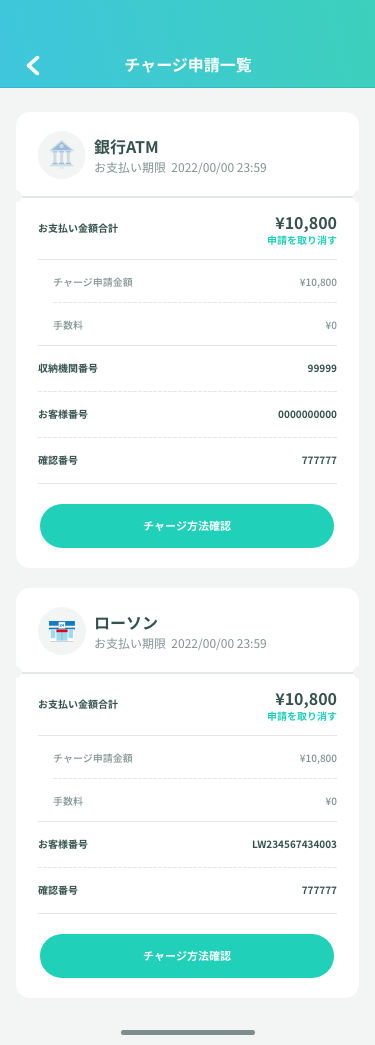 チャージ申請一覧
銀行ATM
お支払い期限 2022/00/00 23:59
お支払い金額合計 ¥10,800
申請を取り消す
チャージ申請金額 ¥10,800
手数料 ¥0
収納機関番号 99999
お客様番号 0000000000
確認番号 777777
チャージ方法確認
ローソン
お支払い期限 2022/00/00 23:59
お支払い金額合計 ¥10,800
申請を取り消す
チャージ申請金額 ¥10,800
手数料 ¥0
お客様番号 LW234567434003
確認番号 777777
チャージ方法確認